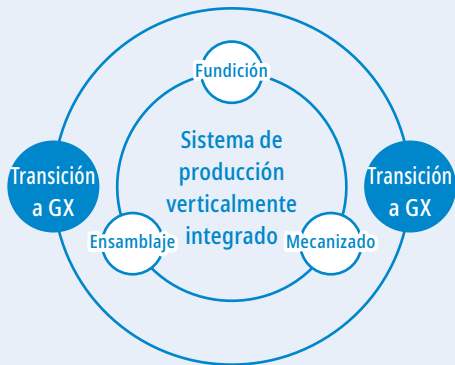 Fundición
Sistema de
producción
verticalmente
integrado
Transición
a GX
Transición
a GX
Ensamblaje
Mecanizado